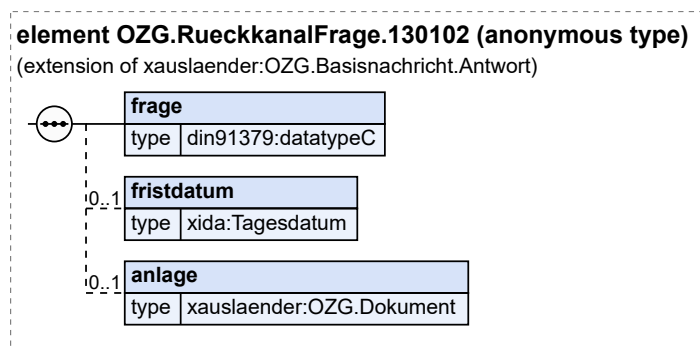 element OZG.RueckkanalFrage.130102 (anonymous type)
(extension of xauslaender:OZG.Basisnachricht.Antwort)
frage
type din91379:datatypeC
0..1 fristdatum
type xida:Tagesdatum
0..1 anlage
type xauslaender:OZG.Dokument